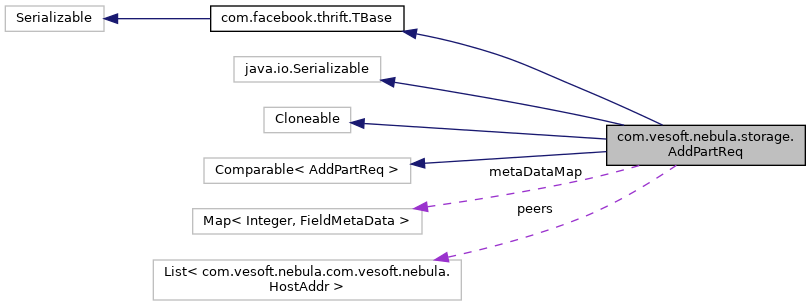 Serializable
com.facebook.thrift.TBase
java.io.Serializable
Cloneable
com.vesoft.nebula.storage.
AddPartReq
Comparable< AddPartReq >
metaDataMap
Map< Integer, FieldMetaData >
peers
List< com.vesoft.nebula.com.vesoft.nebula.
HostAddr >